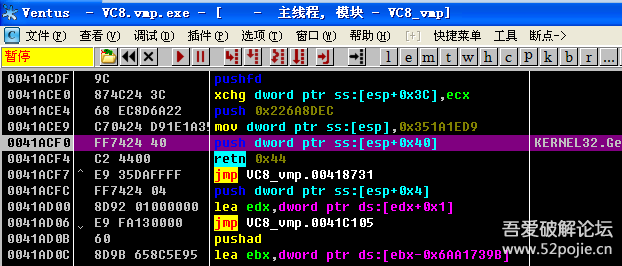 Ventus - VC8.vmp.exe - [ - 主线程, 模块 - VC8_vmp]
C 文件(F) 查看(V) 调试(D) 插件(P) 选项(T) 窗口(W) 帮助(H) [+] 快捷菜单 工具 断点->
暂停 l e m t w h c P k b
0041ACDF 9C pushfd
0041ACE0 874C24 3C xchg dword ptr ss:[esp+0x3C],ecx
0041ACE4 68 EC8D6A22 push 0x226A8DEC
0041ACE9 C70424 D91E1A35 mov dword ptr ss:[esp],0x351A1ED9
0041ACF0 FF7424 40 push dword ptr ss:[esp+0x40] KERNEL32.Ge
0041ACF4 C2 4400 retn 0x44
0041ACF7 E9 35DAFFFF jmp VC8_vmp.00418731
0041ACFC FF7424 04 push dword ptr ss:[esp+0x4]
0041AD00 8D92 01000000 lea edx,dword ptr ds:[edx+0x1]
0041AD06 E9 FA130000 jmp VC8_vmp.0041C105
0041AD0B 60 pushad
0041AD0C 8D9B 658C5E95 lea ebx,dword ptr ds:[ebx-0x6AA1739B]
吾爱破解论坛
www.52pojie.cn